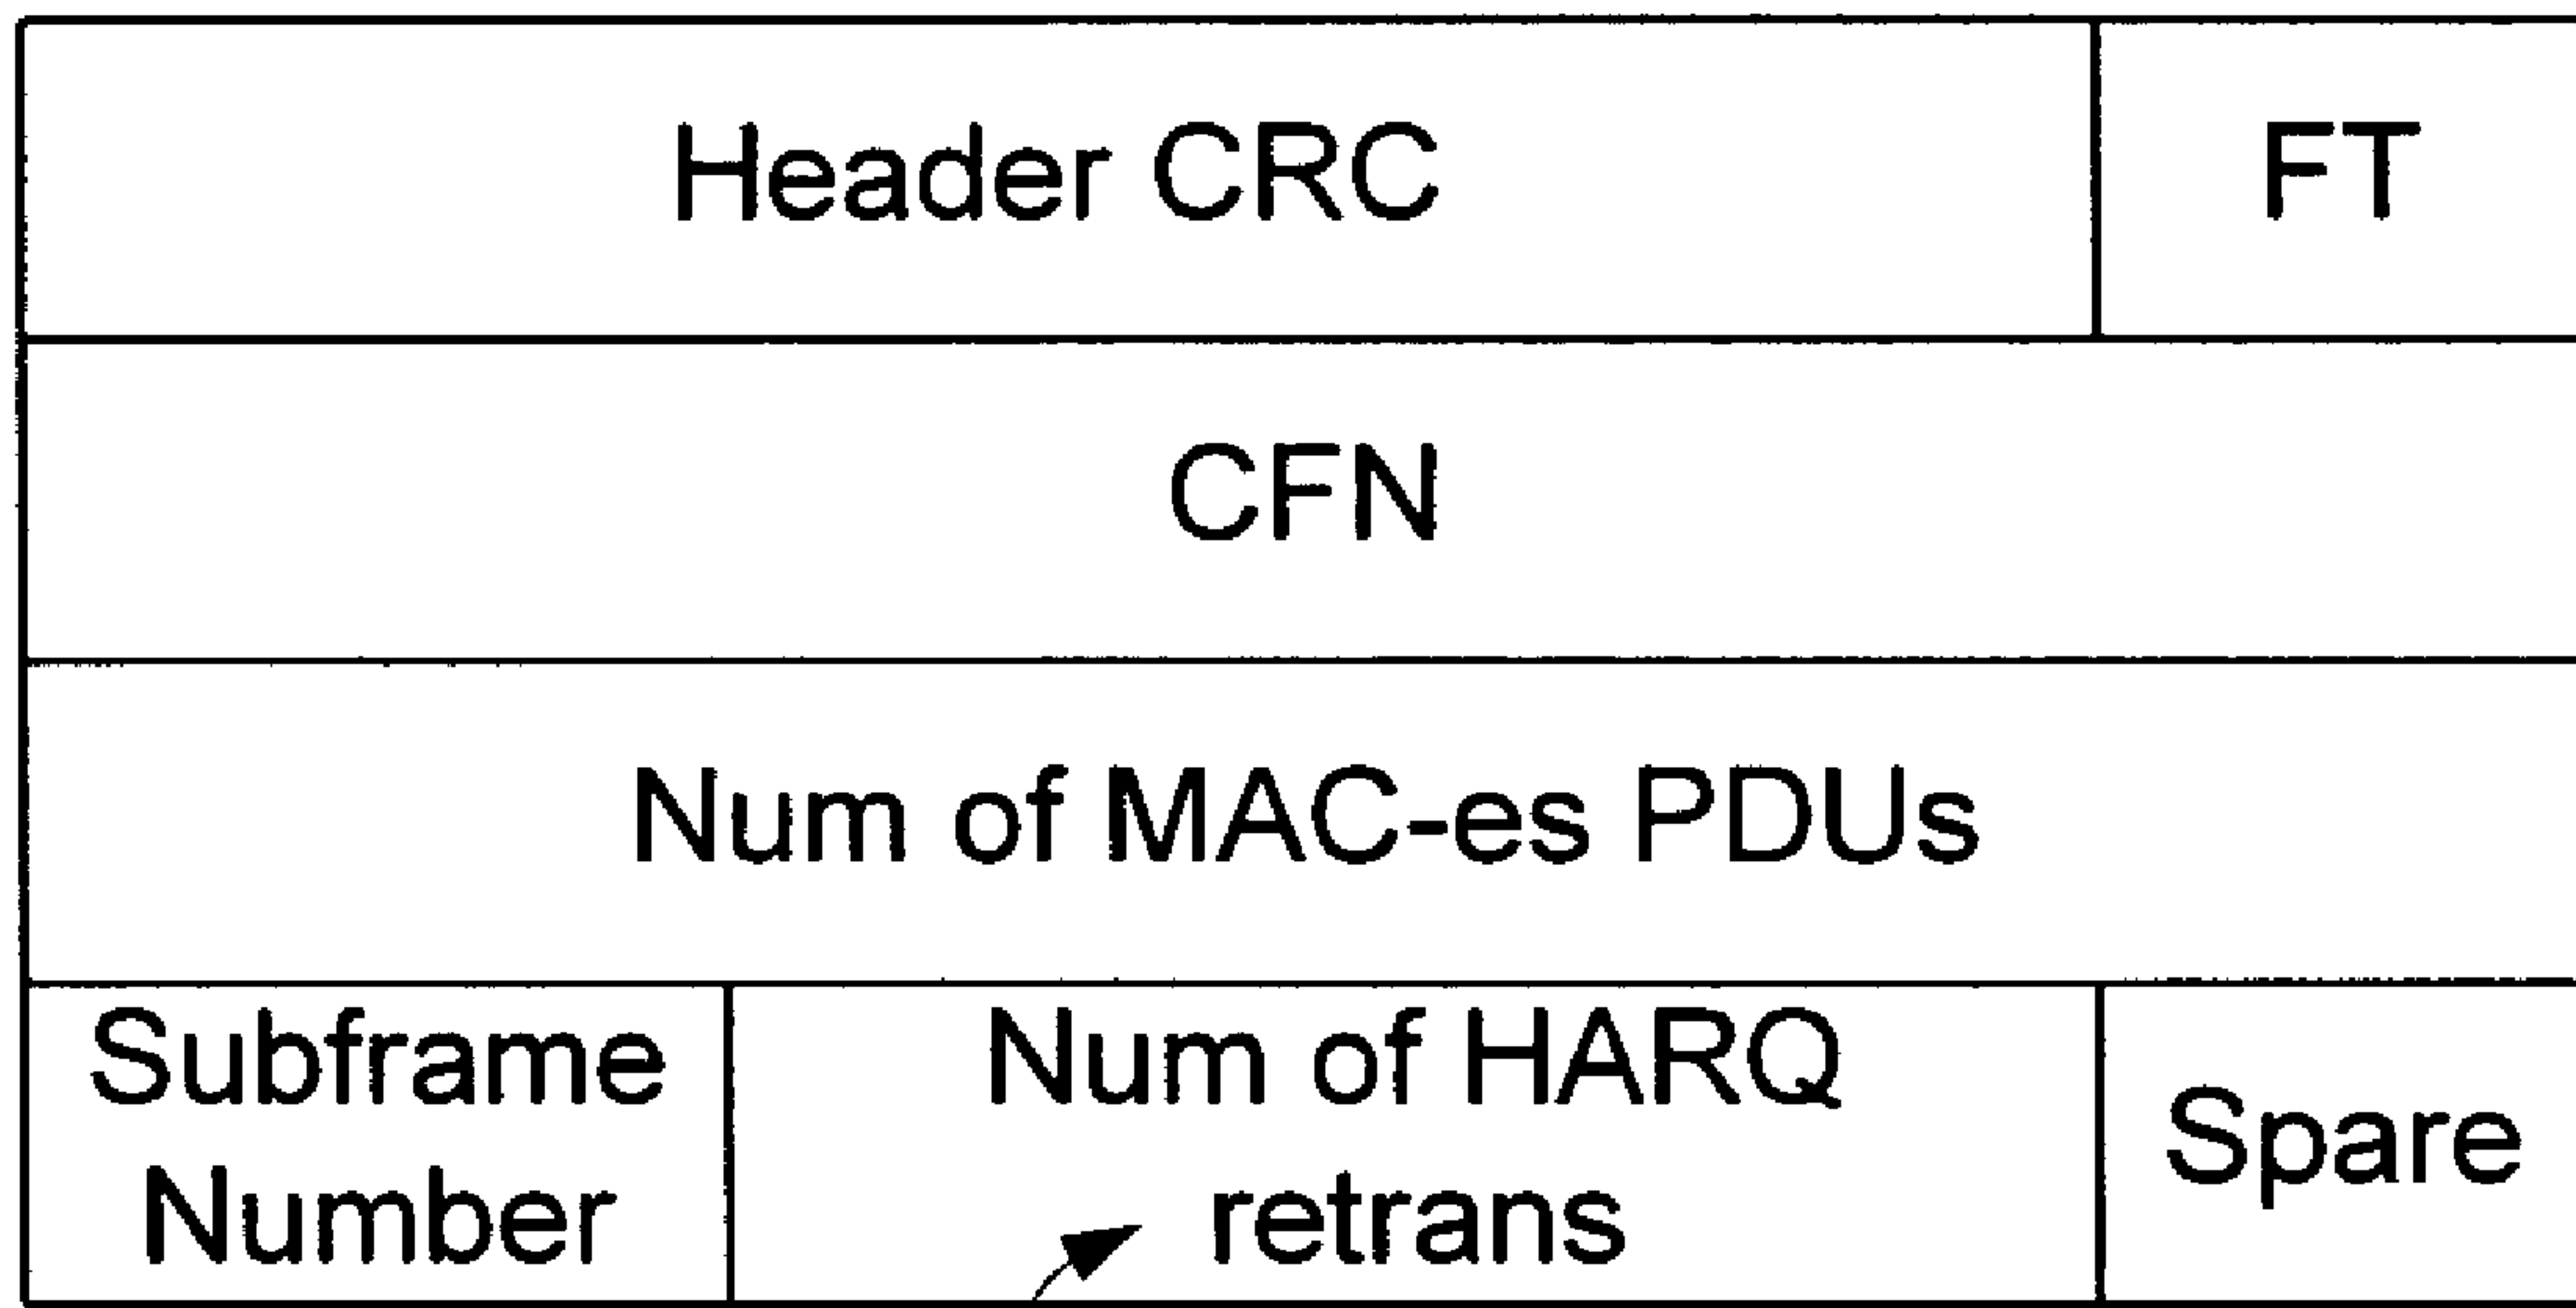 Header CRC
FT
CFN
Num of MAC-es PDUs
Subframe
Number
Num of HARQ
retrans
Spare